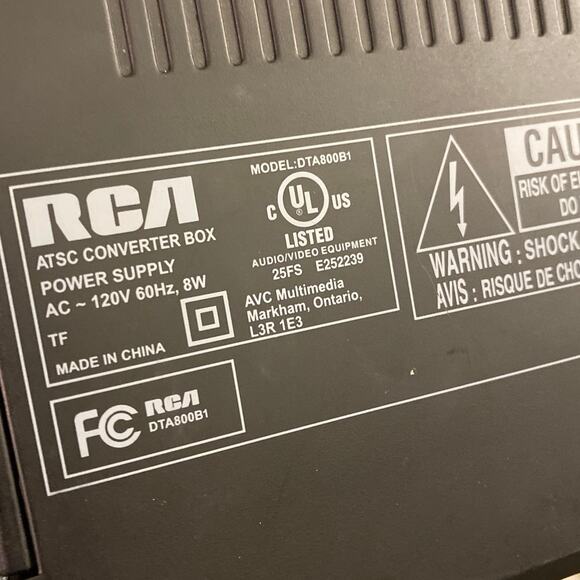 RCA
ATSC CONVERTER BOX
POWER SUPPLY
AC ~ 120V 60Hz, 8W
TF
MADE IN CHINA
MODEL:DTA800B1
C UL US
LISTED
AUDIO/VIDEO EQUIPMENT
25FS E252239
AVC Multimedia
Markham, Ontario,
L3R 1E3
FC RCA
DTA800B1
CAU
RISK OF E
DO
WARNING : SHOCK
AVIS : RISQUE DE CHO